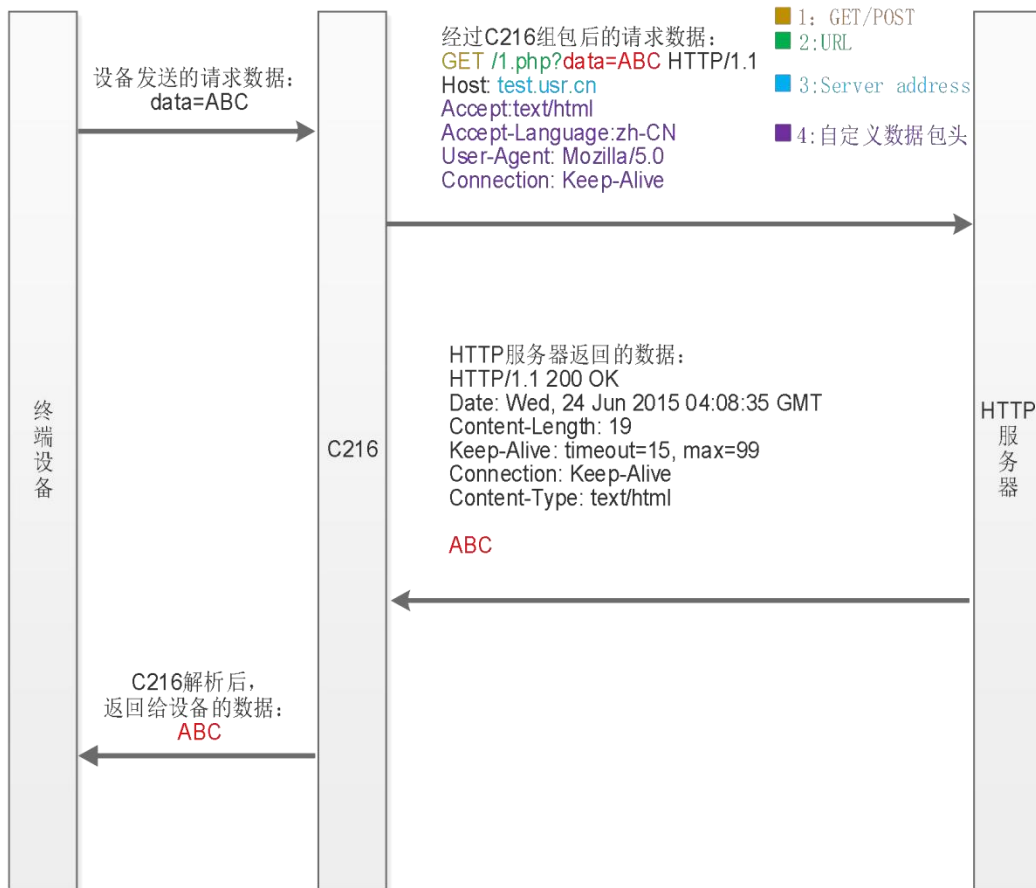 设备发送的请求数据：
data=ABC
经过C216组包后的请求数据：
GET /1.php?data=ABC HTTP/1.1
Host: test.usr.cn
Accept:text/html
Accept-Language:zh-CN
User-Agent: Mozilla/5.0
Connection: Keep-Alive
1：GET/POST
2:URL
3:Server address
4:自定义数据包头
终
端
设
备
C216
HTTP
服
务
器
HTTP服务器返回的数据：
HTTP/1.1 200 OK
Date: Wed, 24 Jun 2015 04:08:35 GMT
Content-Length: 19
Keep-Alive: timeout=15, max=99
Connection: Keep-Alive
Content-Type: text/html
ABC
C216解析后，
返回给设备的数据：
ABC